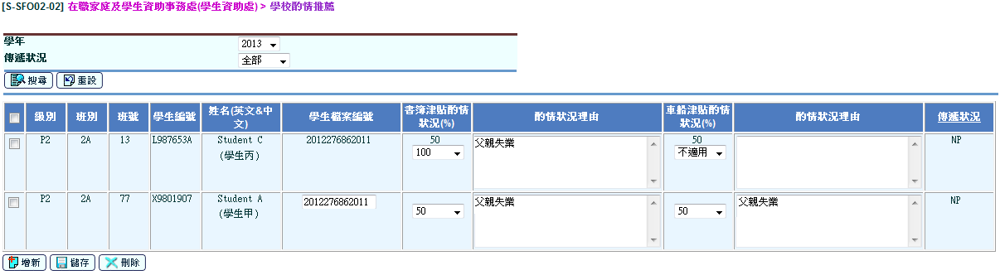 [S-SFO02-02] 在職家庭及學生資助事務處(學生資助處) > 學校酌情推薦
學年 2013
傳遞狀況 全部
搜尋 重設
級別 班別 班號 學生編號 姓名(英文&中文) 學生檔案編號 書簿津貼酌情狀況(%) 酌情狀況理由 車船津貼酌情狀況(%) 酌情狀況理由 傳遞狀況
P2 2A 13 L987653A Student C (學生丙) 2012276862011 50 100 父親失業 50 不適用 NP
P2 2A 77 X9801907 Student A (學生甲) 2012276862011 50 父親失業 50 父親失業 NP
增新 儲存 刪除